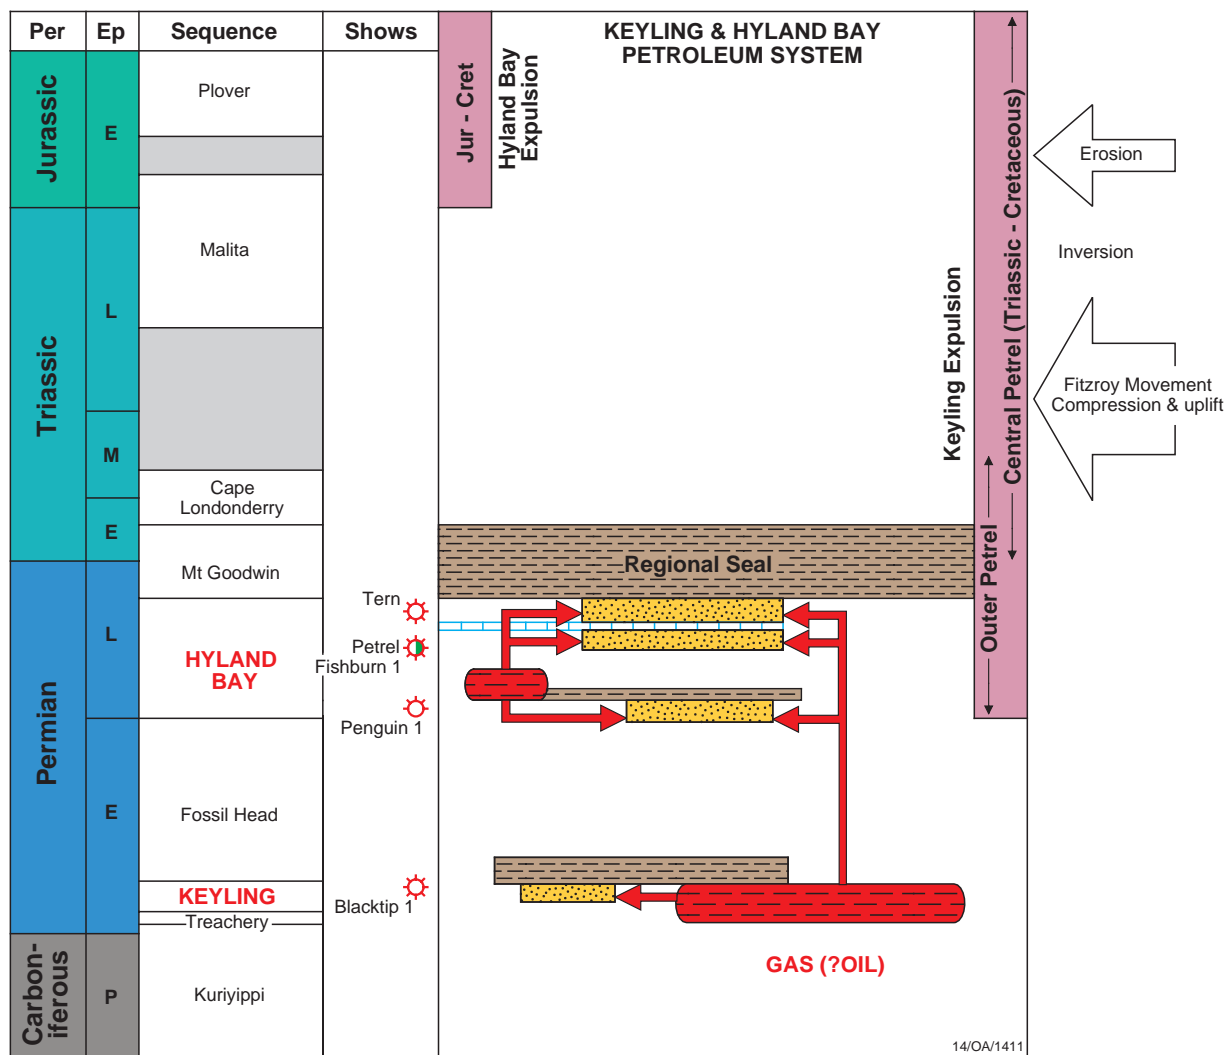 Per
Ep
Sequence
Shows
KEYLING & HYLAND BAY
PETROLEUM SYSTEM
Jurassic
E
Plover
Jur - Cret
Hyland Bay
Expulsion
Erosion
Triassic
L
Malita
Inversion
M
Cape
Londonderry
E
Mt Goodwin
Keyling Expulsion
Central Petrel (Triassic - Cretaceous)
Outer Petrel
Fitzroy Movement
Compression & uplift
Regional Seal
Permian
L
HYLAND
BAY
Tern
Petrel
Fishburn 1
Penguin 1
E
Fossil Head
KEYLING
Treachery
Blacktip 1
Carbon-
iferous
P
Kuriyippi
GAS (?OIL)
14/OA/1411